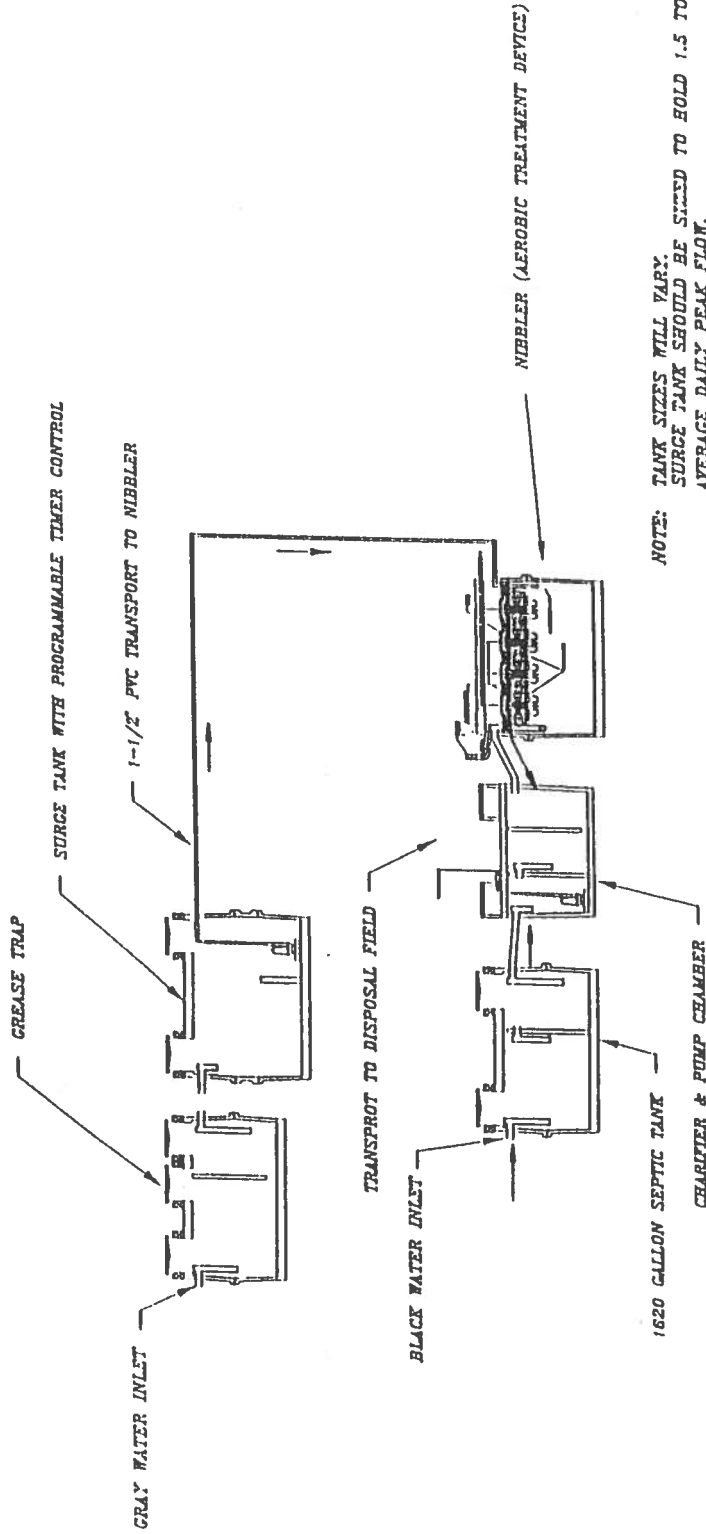 GREASE TRAP
SURGE TANK WITH PROGRAMMABLE TIMER CONTROL
1-1/2" PVC TRANSPORT TO NIBBLER
GRAY WATER INLET
TRANSPROT TO DISPOSAL FIELD
BLACK WATER INLET
NIBBLER (AEROBIC TREATMENT DEVICE)
1620 GALLON SEPTIC TANK
CHARIFIER & PUMP CHAMBER
NOTE: TANK SIZES WILL VARY.
SURGE TANK SHOULD BE SIZED TO HOLD 1.5 TO
AVERAGE DAILY PEAK FLOW.